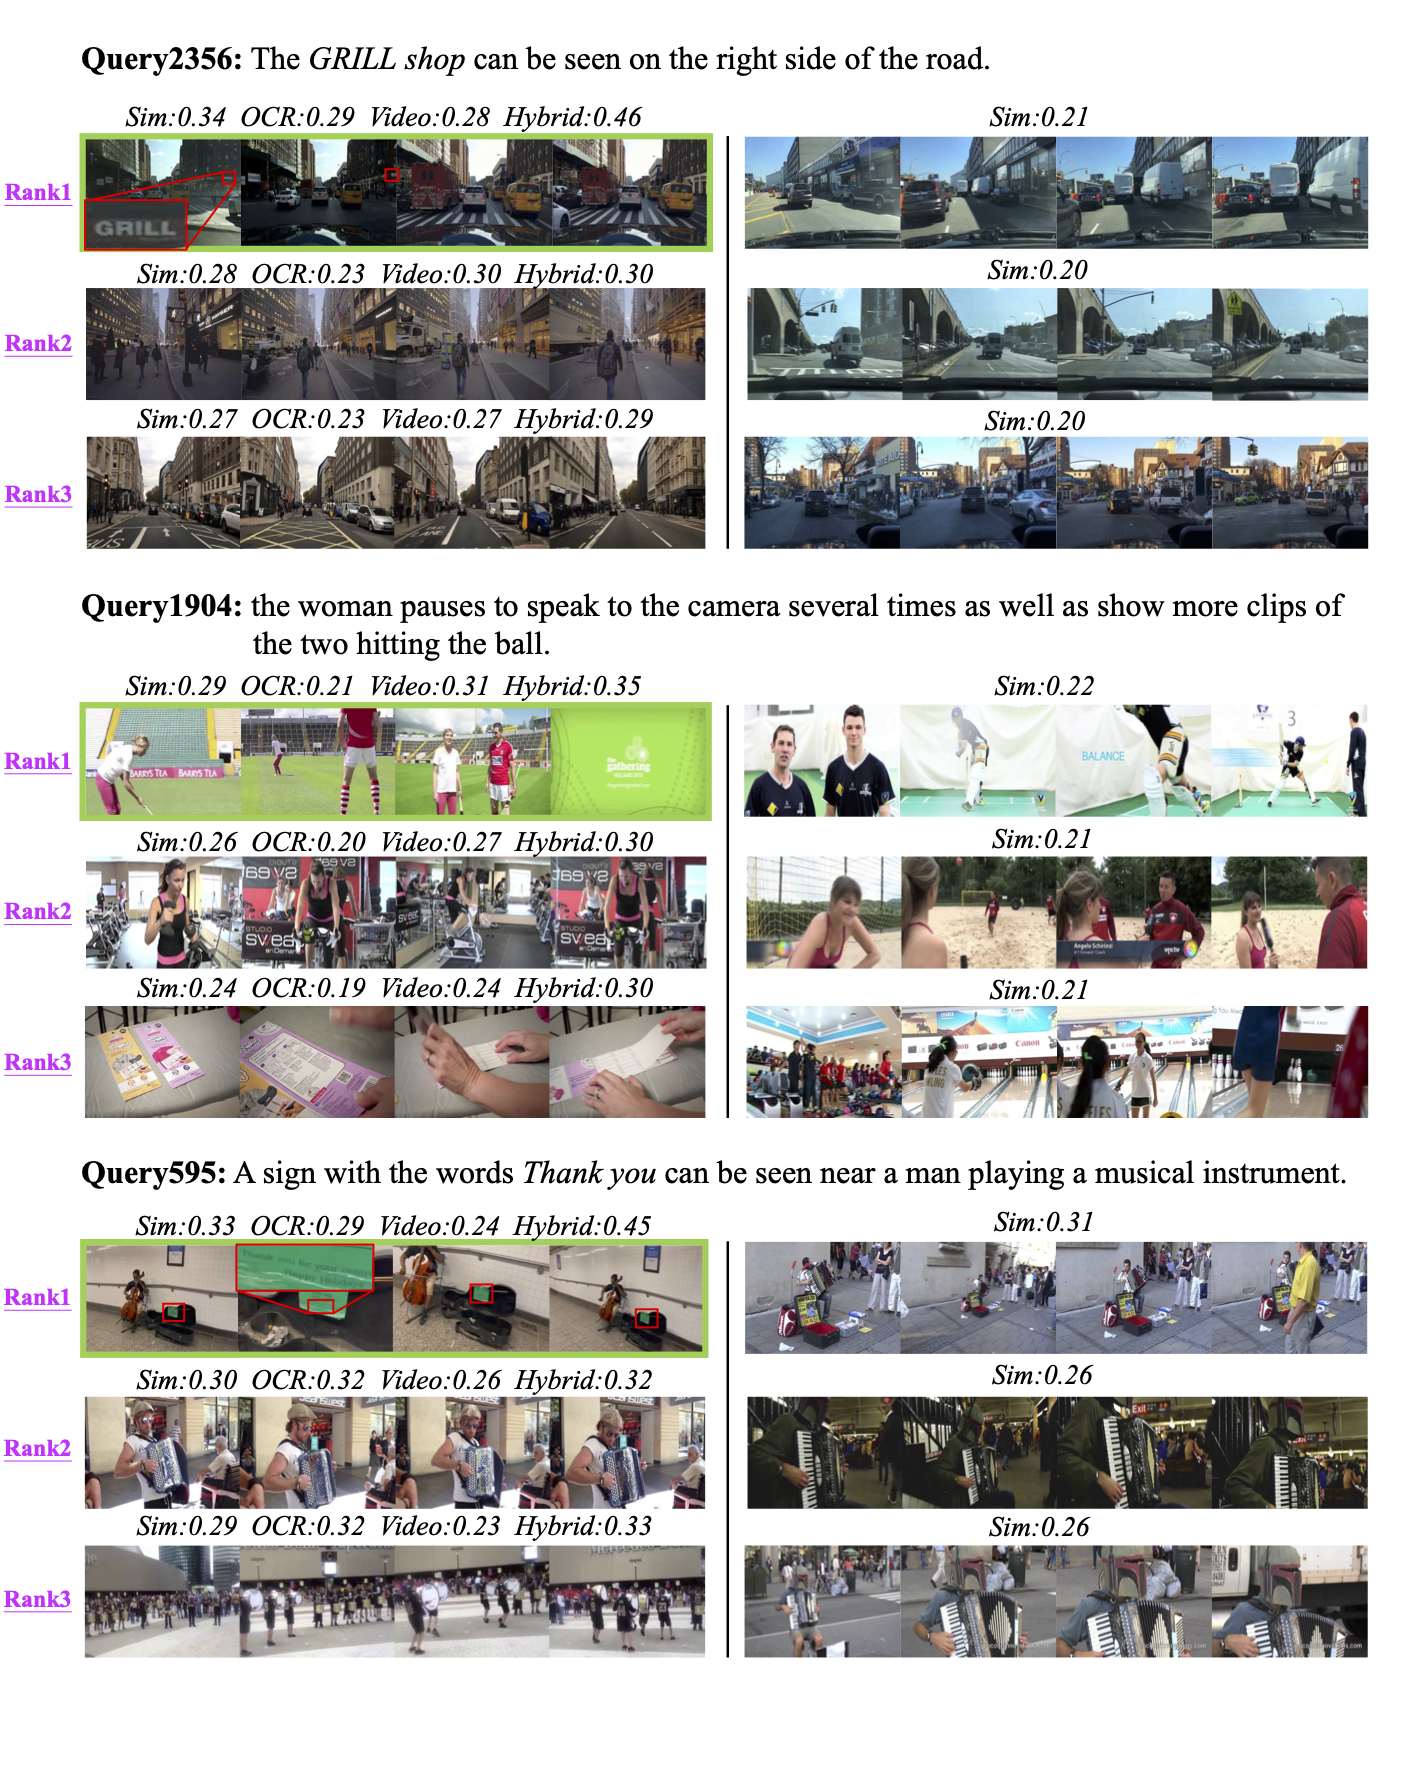 Query2356: The GRILL shop can be seen on the right side of the road.
Sim:0.34 OCR:0.29 Video:0.28 Hybrid:0.46
Sim:0.21
Rank1
GRILL
Sim:0.28 OCR:0.23 Video:0.30 Hybrid:0.30
Sim:0.20
Rank2
Sim:0.27 OCR:0.23 Video:0.27 Hybrid:0.29
Sim:0.20
Rank3
Query1904: the woman pauses to speak to the camera several times as well as show more clips of
the two hitting the ball.
Sim:0.29 OCR:0.21 Video:0.31 Hybrid:0.35
Sim:0.22
Rank1
BARRYS TEA BARRYS TEA
the gathering
BALANCE
3
Sim:0.26 OCR:0.20 Video:0.27 Hybrid:0.30
Sim:0.21
Rank2
STUDIO
Angelo Schirinzi
Sim:0.24 OCR:0.19 Video:0.24 Hybrid:0.30
Sim:0.21
Rank3
Canon
Canon
Query595: A sign with the words Thank you can be seen near a man playing a musical instrument.
Sim:0.33 OCR:0.29 Video:0.24 Hybrid:0.45
Sim:0.31
Rank1
Thank you for your
Happy Holidays
Sim:0.30 OCR:0.32 Video:0.26 Hybrid:0.32
Sim:0.26
Rank2
Exit
Sim:0.29 OCR:0.32 Video:0.23 Hybrid:0.33
Sim:0.26
Rank3